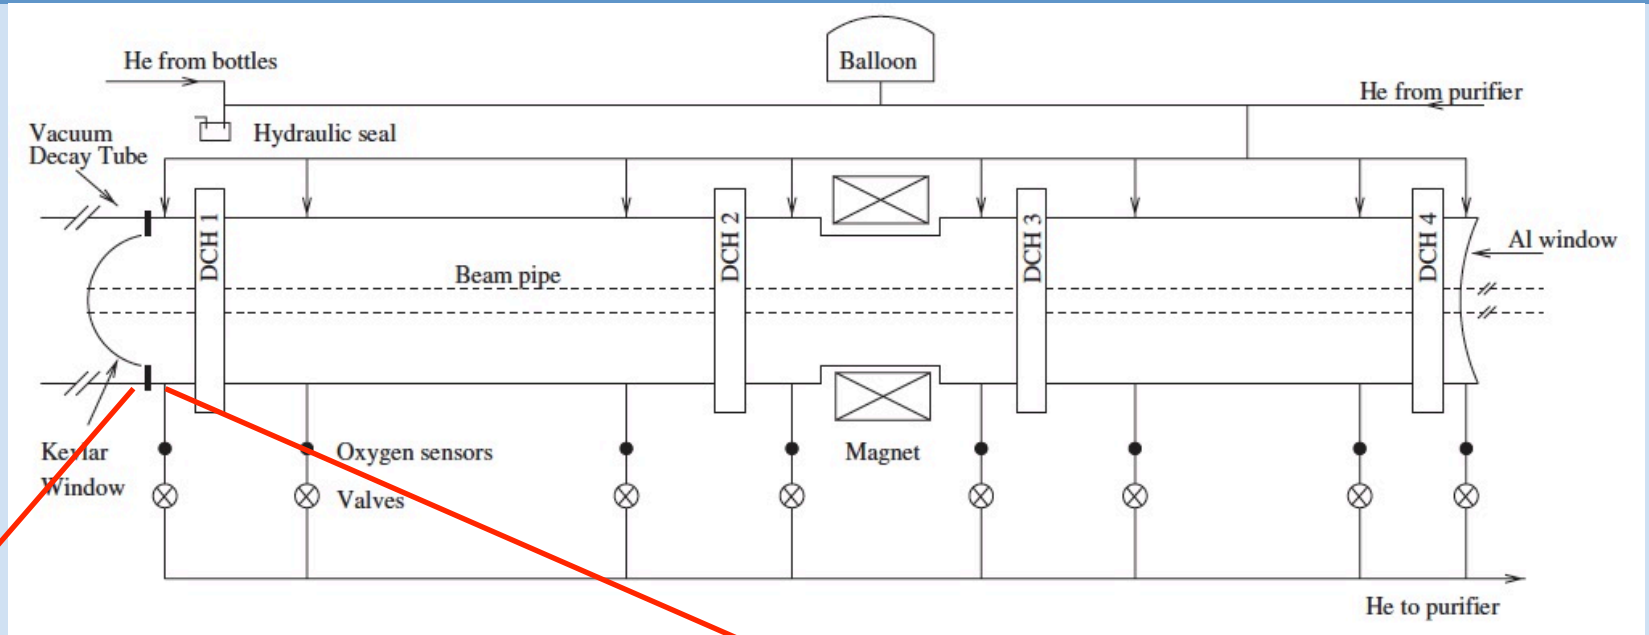 He from bottles
Balloon
He from purifier
Vacuum
Decay Tube
Hydraulic seal
DCH 1
DCH 2
DCH 3
DCH 4
Al window
Beam pipe
Kevlar
Window
Oxygen sensors
Valves
Magnet
He to purifier